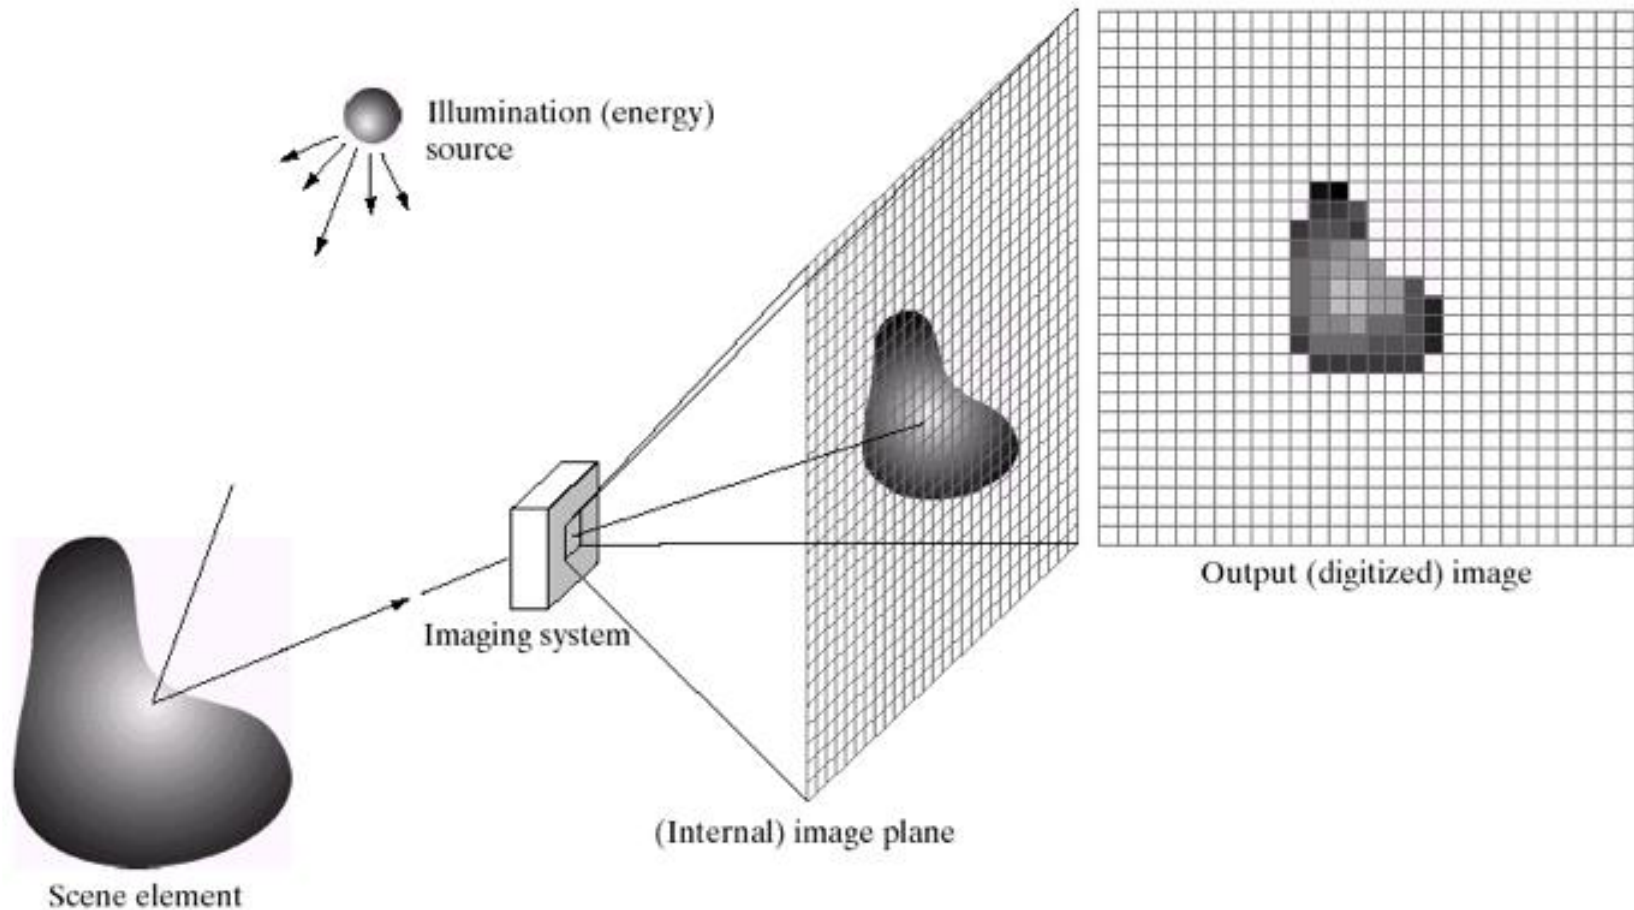 Illumination (energy)
source
Output (digitized) image
Imaging system
(Internal) image plane
Scene element